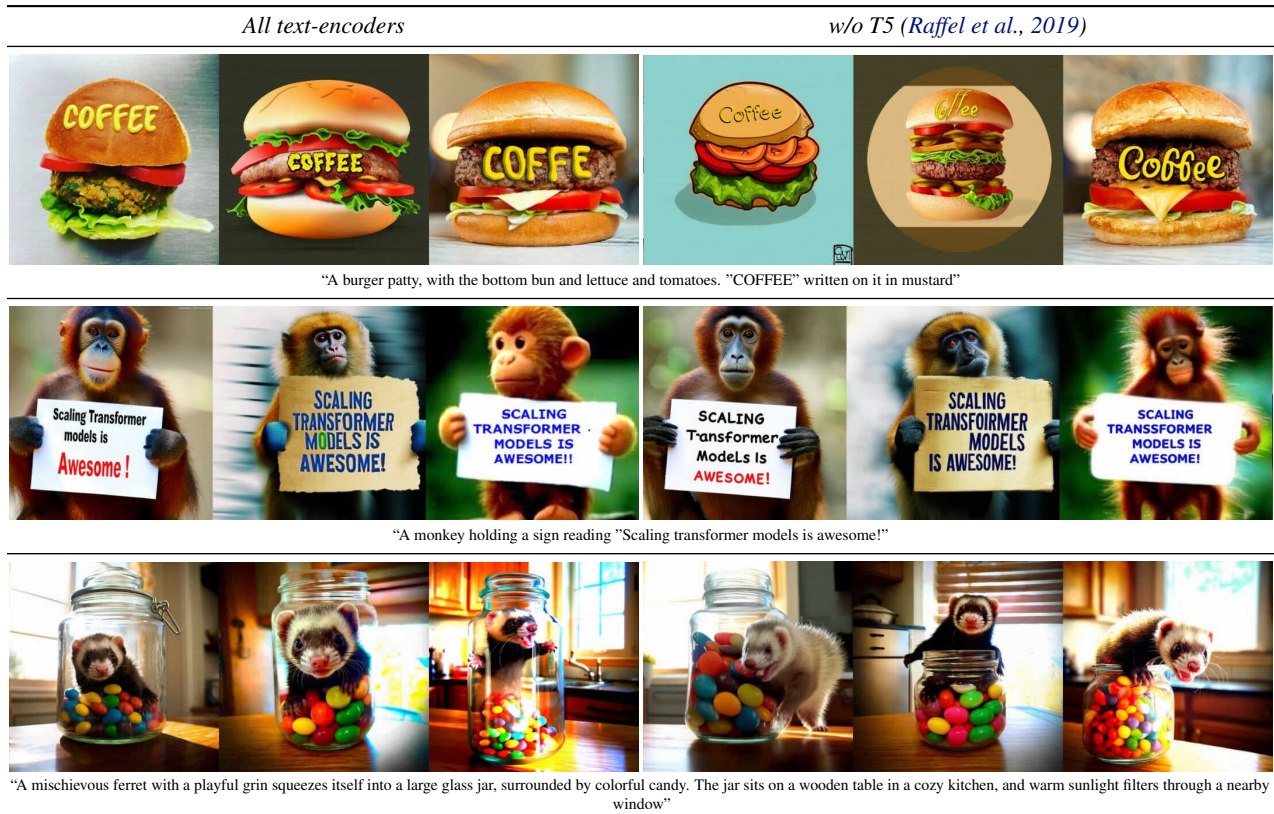 All text-encoders
w/o T5 (Raffel et al., 2019)
COFFEE
COFFEE
COFFE
Coffee
Coffee
“A burger patty, with the bottom bun and lettuce and tomatoes. ”COFFEE” written on it in mustard”
Scaling Transformer
models is
Awesome !
SCALING
TRANSFORMER
MODELS IS
AWESOME!
SCALING
TRANSFORMER ·
MODELS IS
AWESOME!!
SCALING
Transformer
Models Is
AWESOME!
SCALING
TRANSFOIRMER
MODELS
IS AWESOME!
SCALING
TRANSSFORMER
MODELS IS
AWESOME!
“A monkey holding a sign reading ”Scaling transformer models is awesome!”
“A mischievous ferret with a playful grin squeezes itself into a large glass jar, surrounded by colorful candy. The jar sits on a wooden table in a cozy kitchen, and warm sunlight filters through a nearby
window”